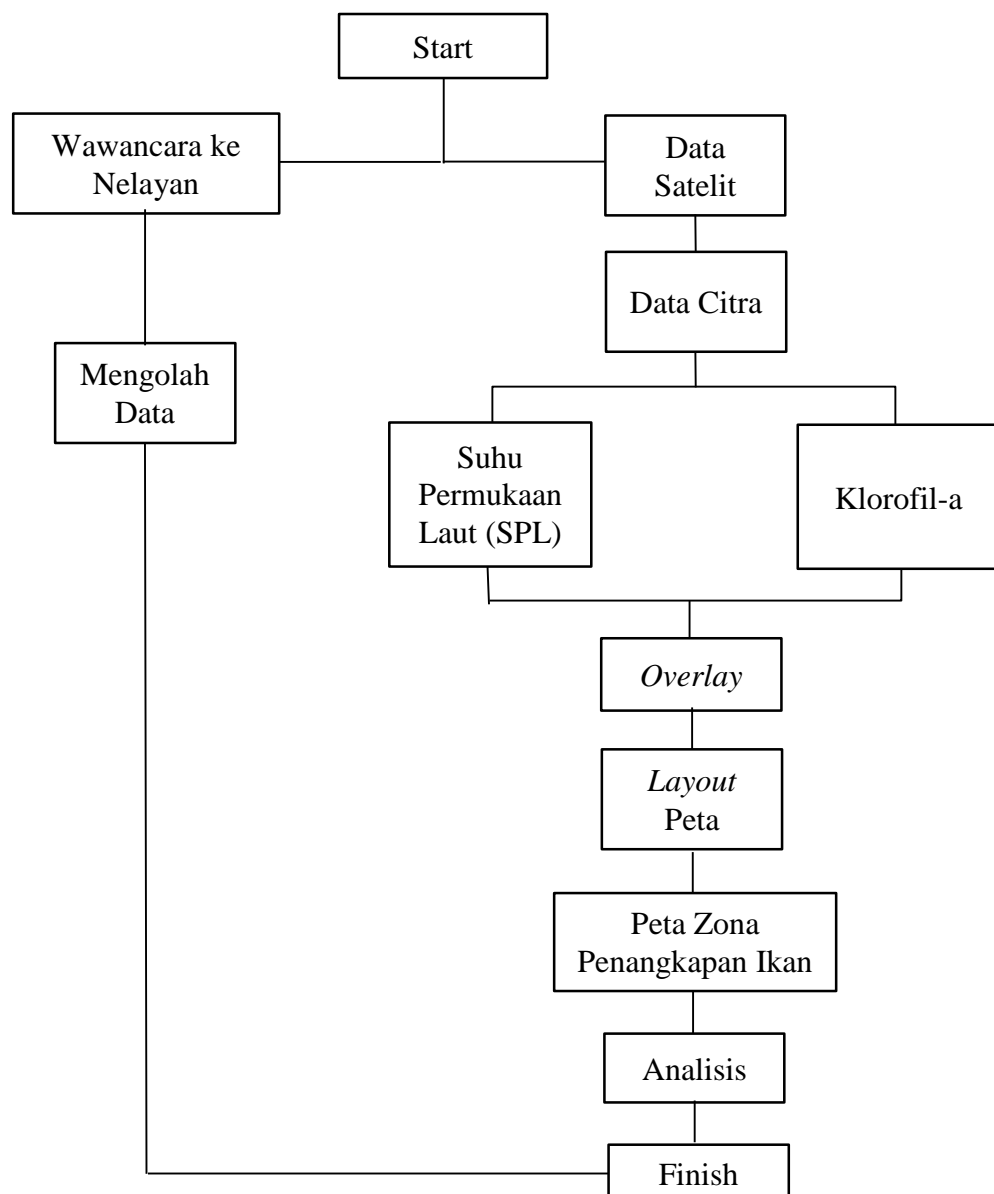 Start
Wawancara ke
Nelayan
Data
Satelit
Data Citra
Mengolah
Data
Suhu
Permukaan
Laut (SPL)
Klorofil-a
Overlay
Layout
Peta
Peta Zona
Penangkapan Ikan
Analisis
Finish